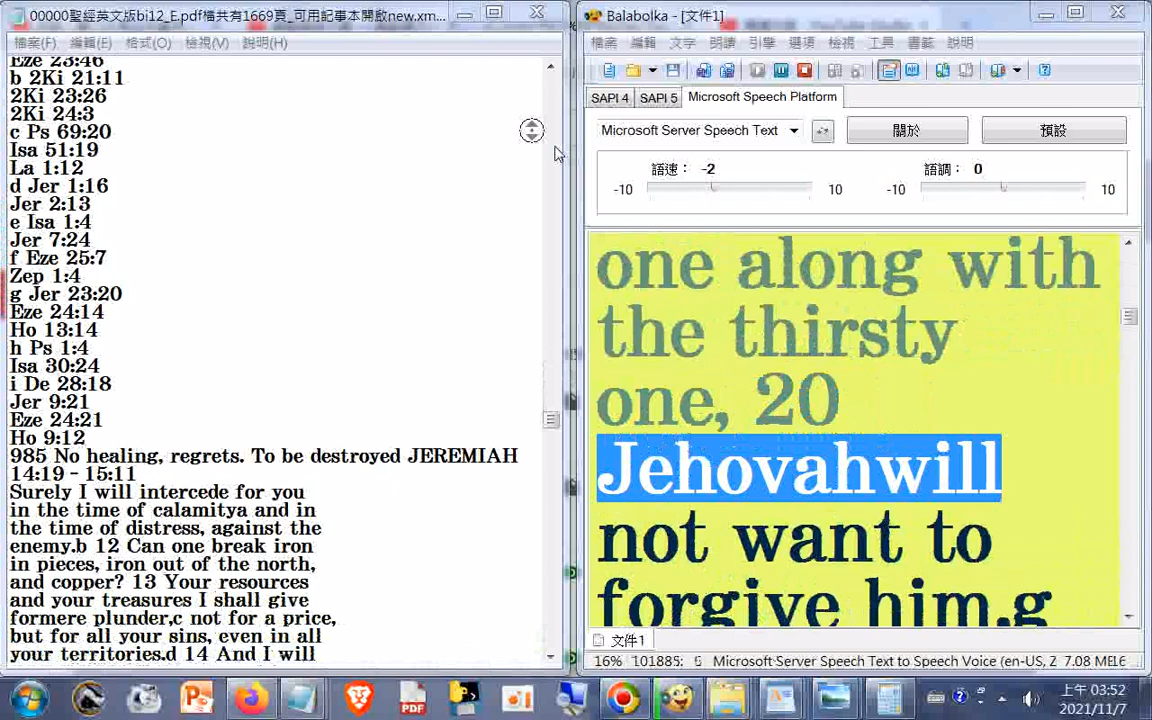 00000聖經英文版bi12_E.pdf檔共有1669頁_可用記事本開啟new.xm...
檔案(F) 編輯(E) 格式(O) 檢視(V) 說明(H)
Eze 23:46
b 2Ki 21:11
2Ki 23:26
2Ki 24:3
c Ps 69:20
Isa 51:19
La 1:12
d Jer 1:16
Jer 2:13
e Isa 1:4
Jer 7:24
f Eze 25:7
Zep 1:4
g Jer 23:20
Eze 24:14
Ho 13:14
h Ps 1:4
Isa 30:24
i De 28:18
Jer 9:21
Eze 24:21
Ho 9:12
985 No healing, regrets. To be destroyed JEREMIAH
14:19 - 15:11
Surely I will intercede for you
in the time of calamitya and in
the time of distress, against the
enemy.b 12 Can one break iron
in pieces, iron out of the north,
and copper? 13 Your resources
and your treasures I shall give
formere plunder,c not for a price,
but for all your sins, even in all
your territories.d 14 And I will
Balabolka - [文件1]
檔案 編輯 文字 朗讀 引擎 選項 檢視 工具 書籤 說明
SAPI 4 SAPI 5 Microsoft Speech Platform
Microsoft Server Speech Text 關於 預設
語速： -2 語調： 0
-10 10 -10 10
one along with
the thirsty
one, 20
Jehovahwill
not want to
forgive him,g
文件1
16% 101885: Microsoft Server Speech Text to Speech Voice (en-US, 2 7.08 ME
PDF
上午 03:52
2021/11/7